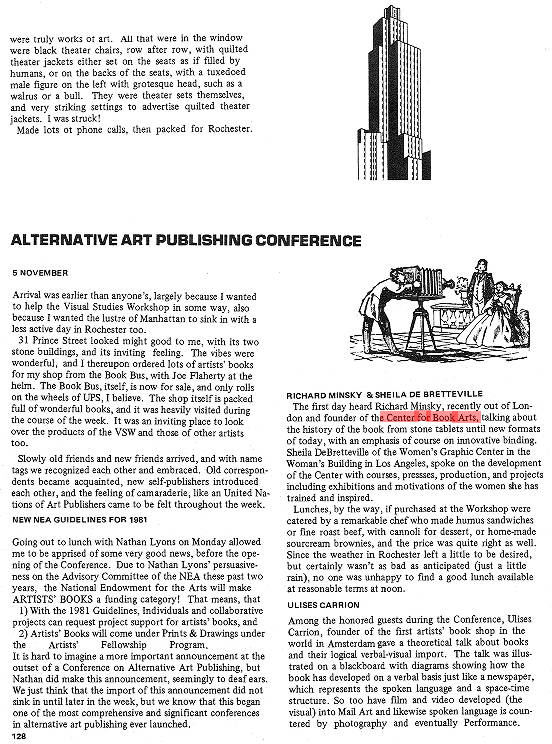 were truly works of art. All that were in the window
were black theater chairs, row after row, with quilted
theater jackets either set on the seats as if filled by
humans, or on the backs of the seats, with a tuxedoed
male figure on the left with grotesque head, such as a
walrus or a bull. They were theater sets themselves,
and very striking settings to advertise quilted theater
jackets. I was struck!
Made lots ot phone calls, then packed for Rochester.
ALTERNATIVE ART PUBLISHING CONFERENCE
5 NOVEMBER
Arrival was earlier than anyone's, largely because I wanted
to help the Visual Studies Workshop in some way, also
because I wanted the lustre of Manhattan to sink in with a
less active day in Rochester too.
31 Prince Street looked might good to me, with its two
stone buildings, and its inviting feeling. The vibes were
wonderful, and I thereupon ordered lots of artists' books
for my shop from the Book Bus, with Joe Flaherty at the
helm. The Book Bus, itself, is now for sale, and only rolls
on the wheels of UPS, I believe. The shop itself is packed
full of wonderful books, and it was heavily visited during
the course of the week. It was an inviting place to look
over the products of the VSW and those of other artists
too.
Slowly old friends and new friends arrived, and with name
tags we recognized each other and embraced. Old correspon-
dents became acquainted, new self-publishers introduced
each other, and the feeling of camaraderie, like an United Na-
tions of Artist Publishers came to be felt throughout the week.
NEW NEA GUIDELINES FOR 1981
Going out to lunch with Nathan Lyons on Monday allowed
me to be apprised of some very good news, before the ope-
ning of the Conference. Due to Nathan Lyons' persuasive-
ness on the Advisory Committee of the NEA these past two
years, the National Endowment for the Arts will make
ARTISTS' BOOKS a funding category! That means, that
1) With the 1981 Guidelines, Individuals and collaborative
projects can request project support for artists' books, and
2) Artists' Books will come under Prints & Drawings under
the Artists' Fellowship Program.
It is hard to imagine a more important announcement at the
outset of a Conference on Alternative Art Publishing, but
Nathan did make this announcement, seemingly to deaf ears.
We just think that the import of this announcement did not
sink in until later in the week, but we know that this began
one of the most comprehensive and significant conferences
in alternative art publishing ever launched.
128
RICHARD MINSKY & SHEILA DE BRETTEVILLE
The first day heard Richard Minsky, recently out of Lon-
don and founder of the Center for Book Arts, talking about
the history of the book from stone tablets until new formats
of today, with an emphasis of course on innovative binding.
Sheila DeBretteville of the Women's Graphic Center in the
Woman's Building in Los Angeles, spoke on the development
of the Center with courses, pressses, production, and projects
including exhibitions and motivations of the women she has
trained and inspired.
Lunches, by the way, if purchased at the Workshop were
catered by a remarkable chef who made humus sandwiches
or fine roast beef, with cannoli for dessert, or home-made
sourcream brownies, and the price was quite right as well.
Since the weather in Rochester left a little to be desired,
but certainly wasn't as bad as anticipated (just a little
rain), no one was unhappy to find a good lunch available
at reasonable terms at noon.
ULISES CARRION
Among the honored guests during the Conference, Ulises
Carrion, founder of the first artists' book shop in the
world in Amsterdam gave a theoretical talk about books
and their logical verbal-visual import. The talk was illus-
trated on a blackboard with diagrams showing how the
book has developed on a verbal basis just like a newspaper,
which represents the spoken language and a space-time
structure. So too have film and video developed (the
visual) into Mail Art and likewise spoken language is coun-
tered by photography and eventually Performance.